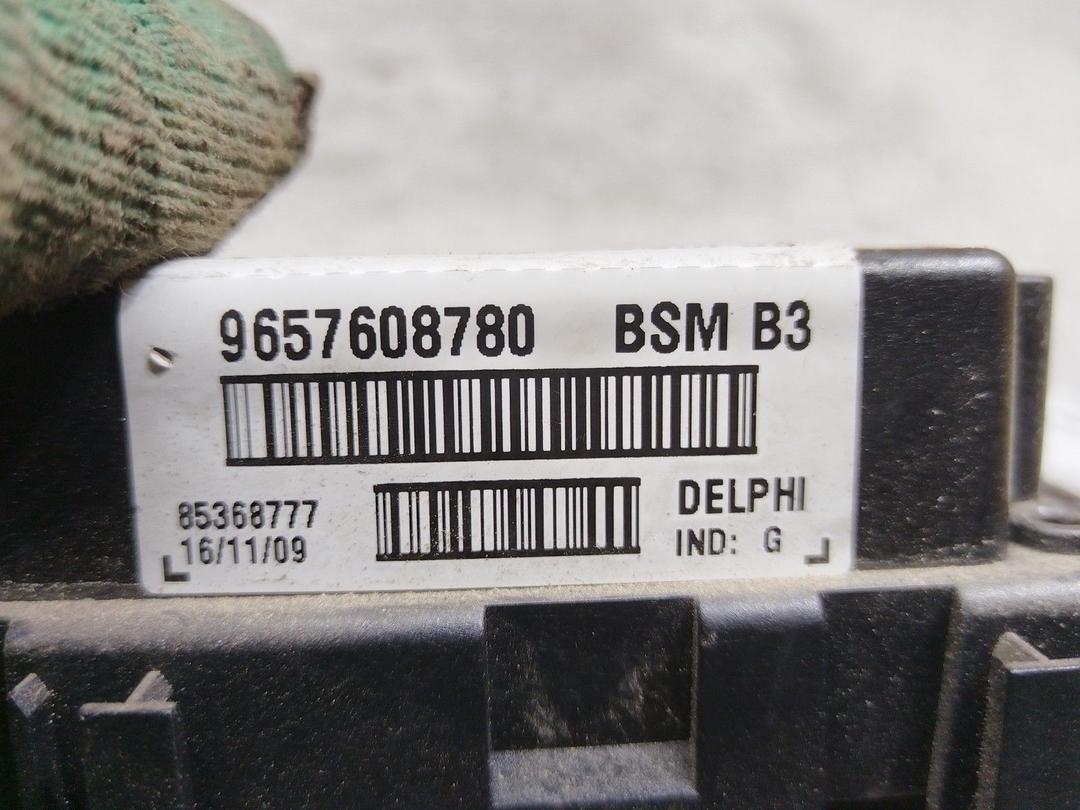 9657608780 BSM B3
85368777
16/11/09
DELPHI
IND: G